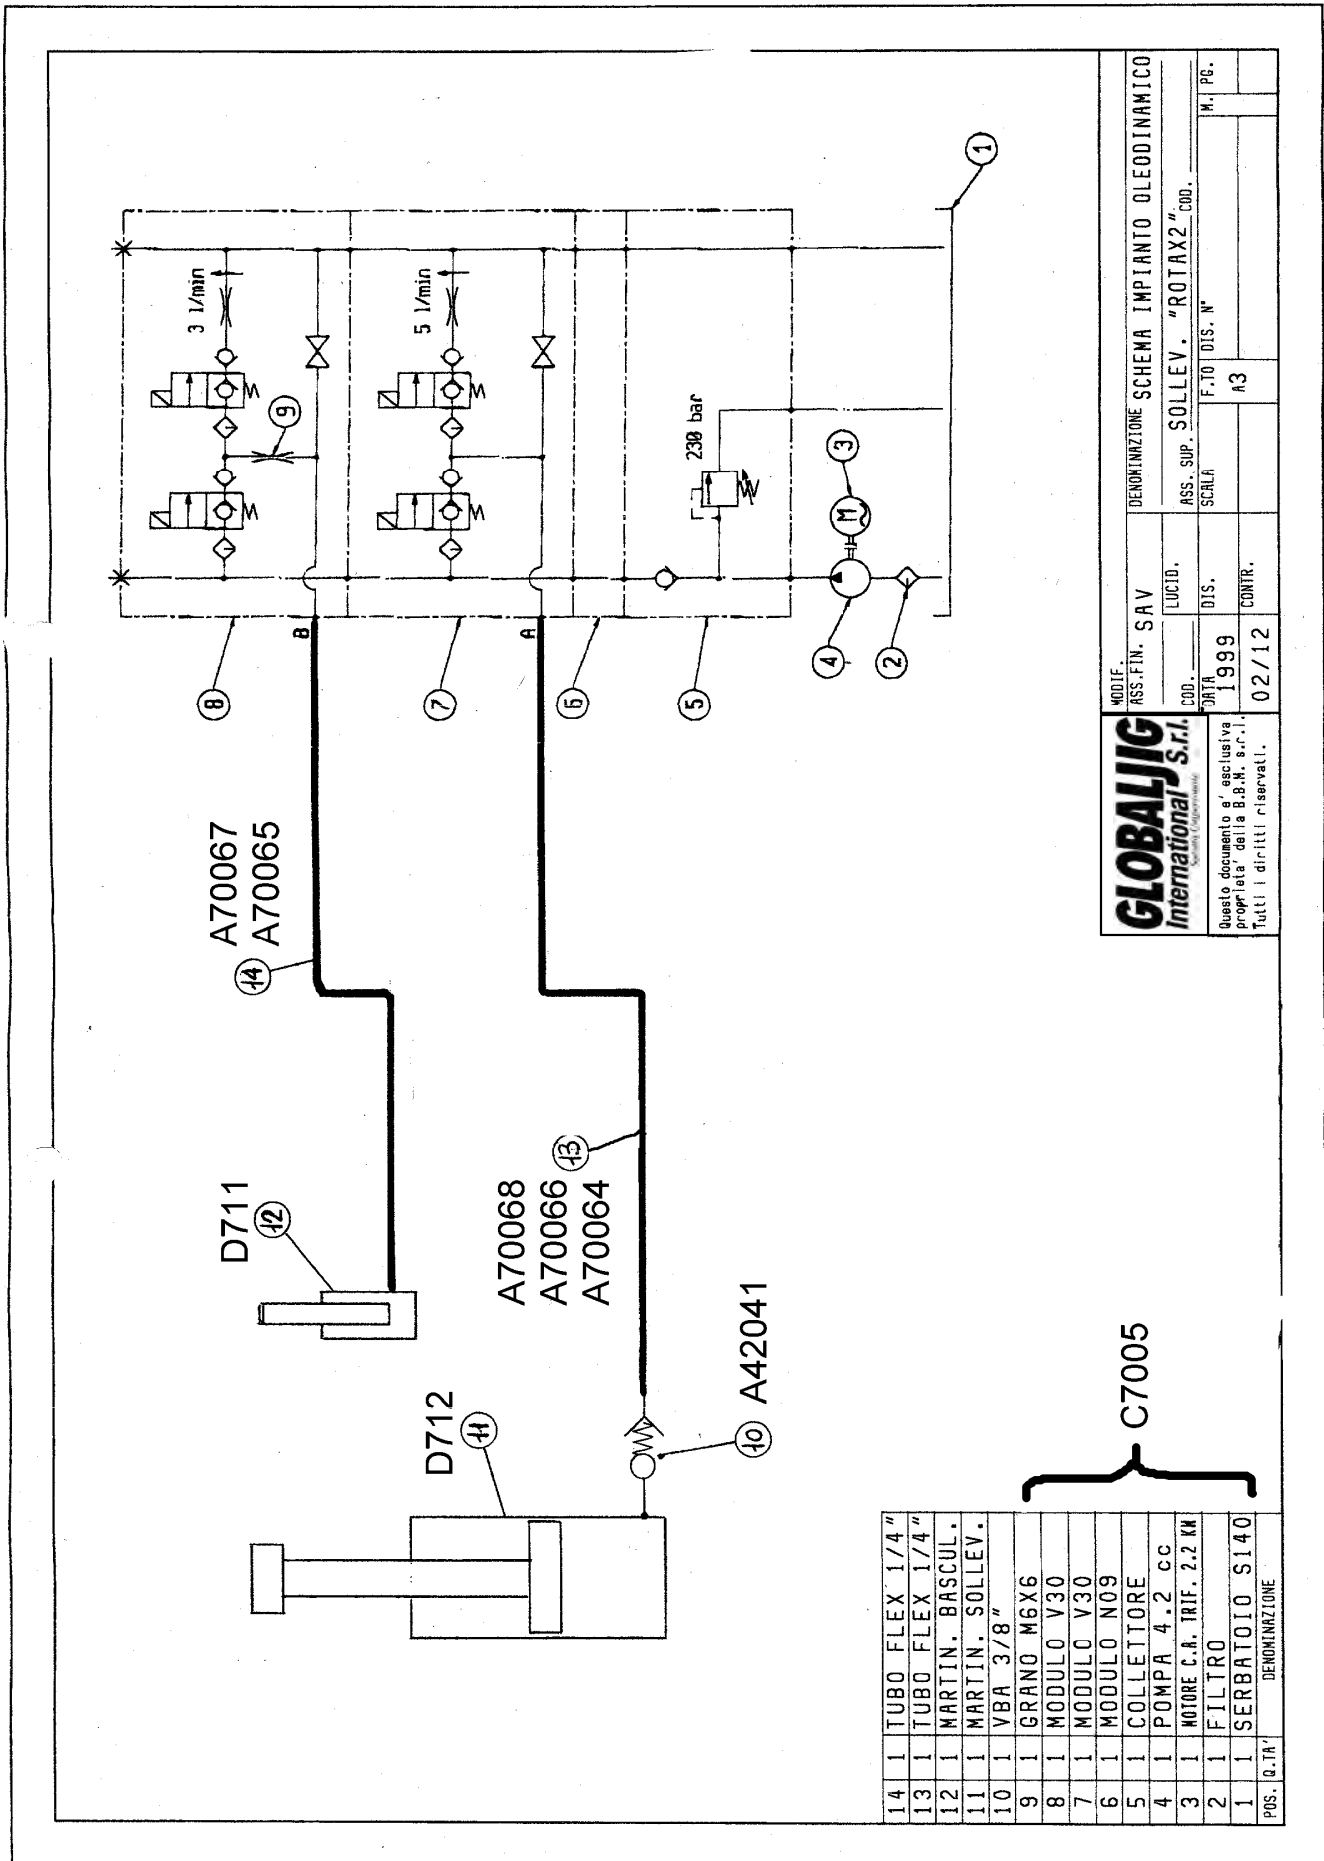 3 l/min
5 l/min
230 bar
M
1
2
3
4
5
6
7
8
9
A
B
14
A70067
A70065
13
A70068
A70066
A70064
D711
12
D712
11
10
A42041
C7005
14 1 TUBO FLEX 1/4"
13 1 TUBO FLEX 1/4"
12 1 MARTIN. BASCUL.
11 1 MARTIN. SOLLEV.
10 1 VBA 3/8"
9 1 GRANO M6X6
8 1 MODULO V30
7 1 MODULO V30
6 1 MODULO N09
5 1 COLLETTORE
4 1 POMPA 4.2 cc
3 1 MOTORE C.A. TRIF. 2.2 KW
2 1 FILTRO
1 1 SERBATOIO S140
POS. Q.TA' DENOMINAZIONE
GLOBALJIG
International S.r.l.
Questo documento e' esclusiva
proprieta' della B.B.M. s.r.l.
Tutti i diritti riservati.
MODIF.
ASS.FIN. SAV
COD.
LUCID.
DATA
1999
02/12
DIS.
CONTR.
DENOMINAZIONE SCHEMA IMPIANTO OLEODINAMICO
ASS. SUP. SOLLEV. "ROTAX2" COD.
SCALA
F.TO
A3
DIS. N°
M.
PG.